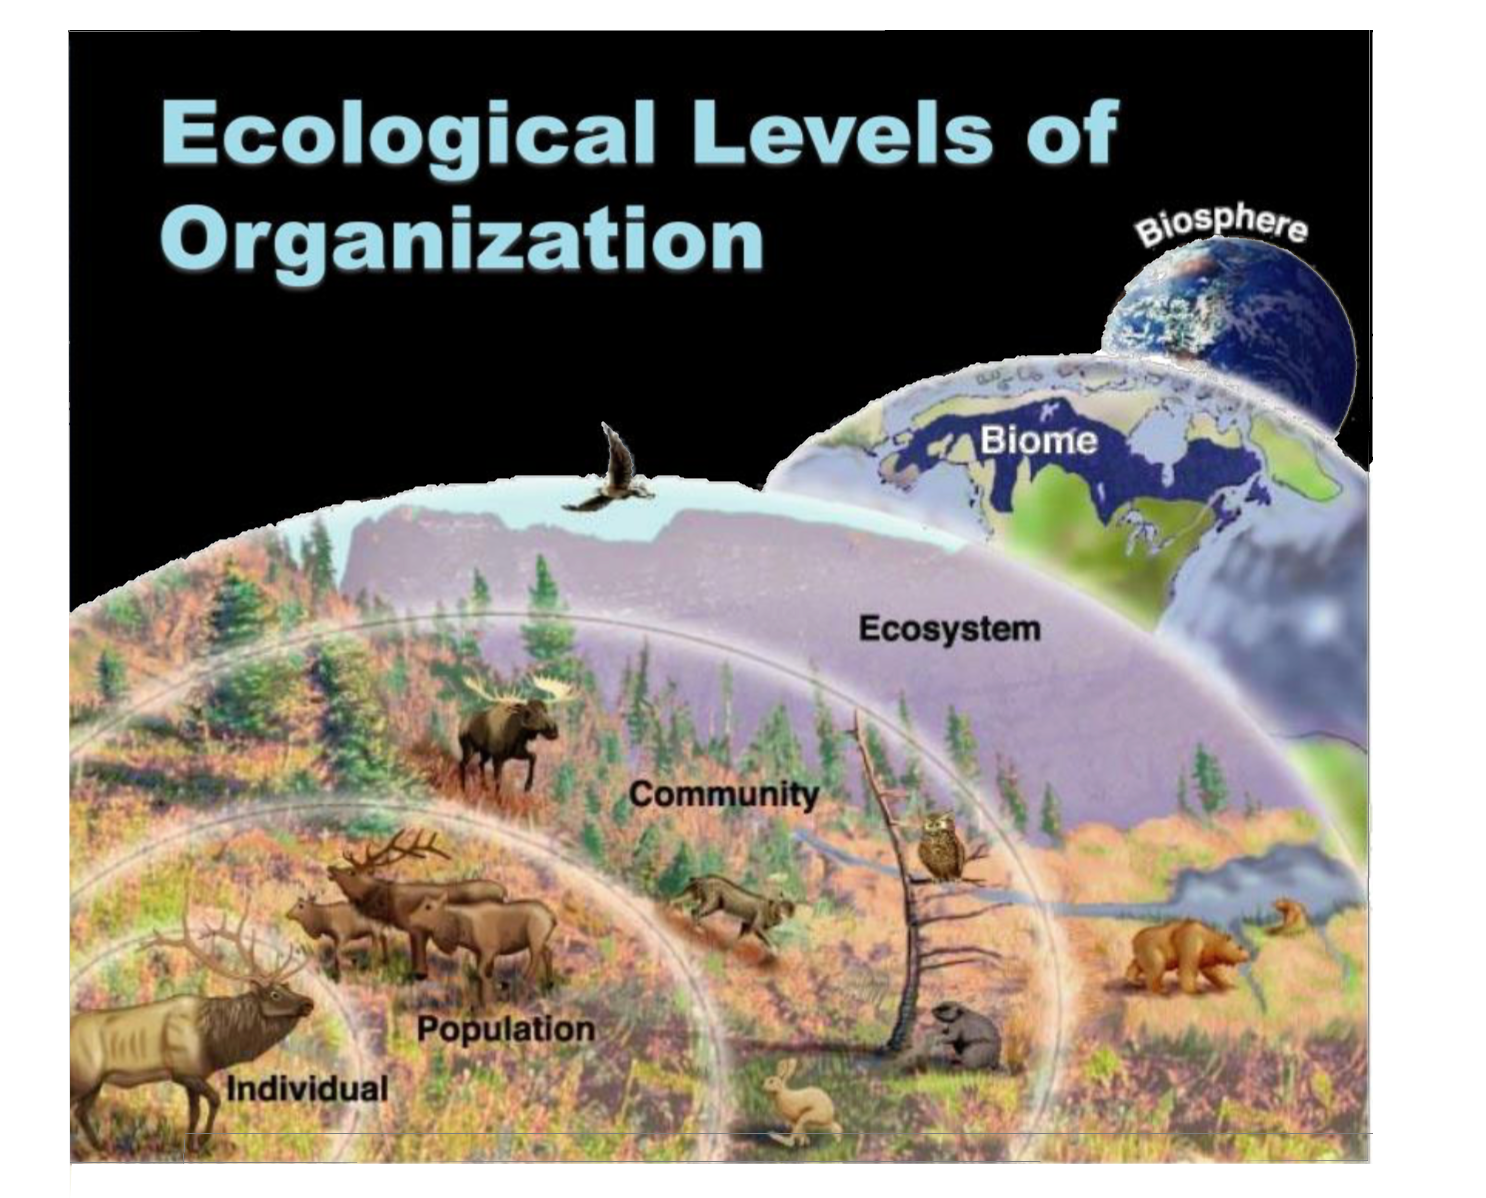 Ecological Levels of
Organization
Biosphere
Biome
Ecosystem
Community
Population
Individual